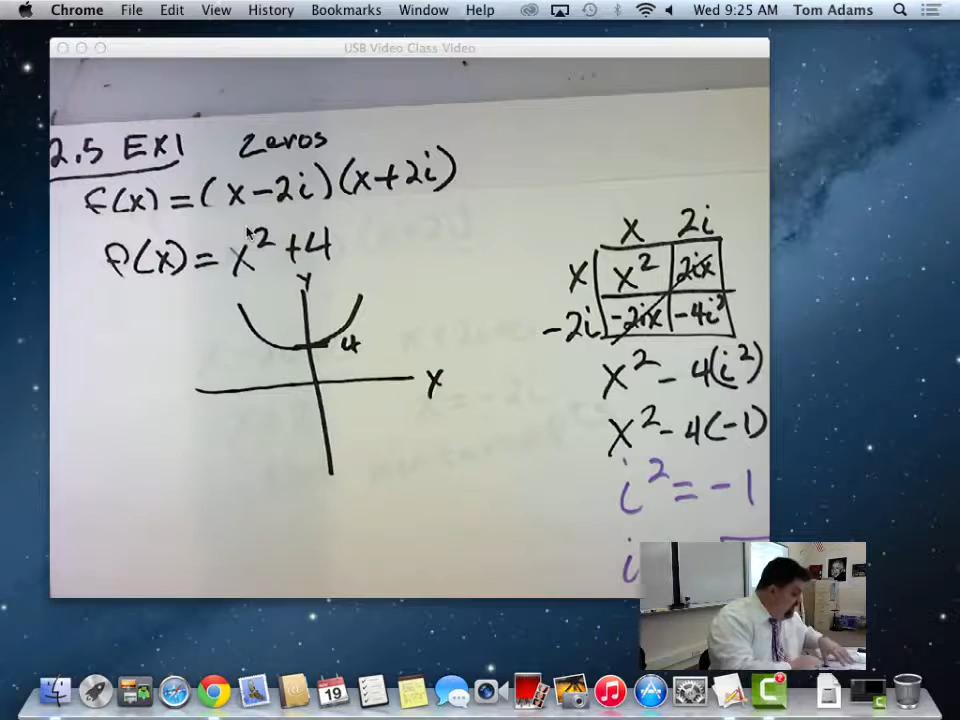 Chrome File Edit View History Bookmarks Window Help Wed 9:25 AM Tom Adams
USB Video Class Video
2.5 EX1 Zeros
f(x) = (x-2i)(x+2i)
f(x) = x² + 4
y
4
x
x 2i
x x² 2ix
-2i -2ix -4i²
x² - 4(i²)
x² - 4(-1)
i² = -1
i
19